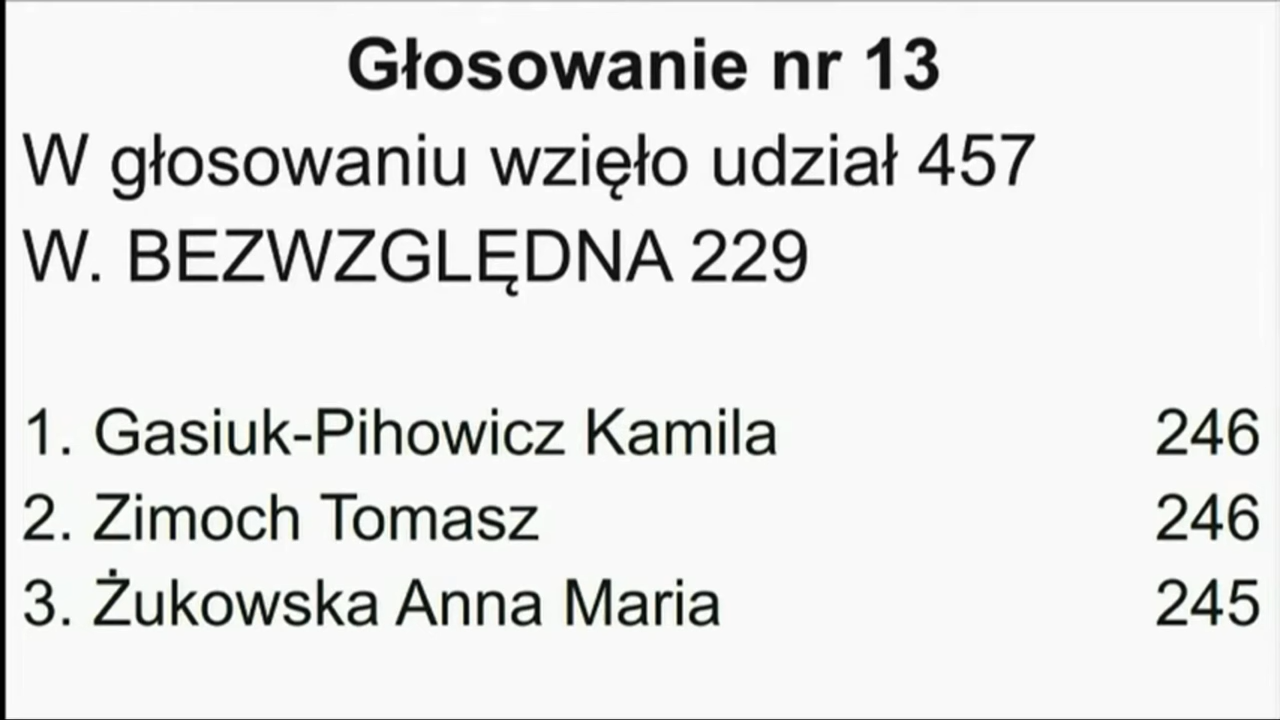 Głosowanie nr 13
W głosowaniu wzięło udział 457
W. BEZWZGLĘDNA 229
1. Gasiuk-Pihowicz Kamila 246
2. Zimoch Tomasz 246
3. Żukowska Anna Maria 245